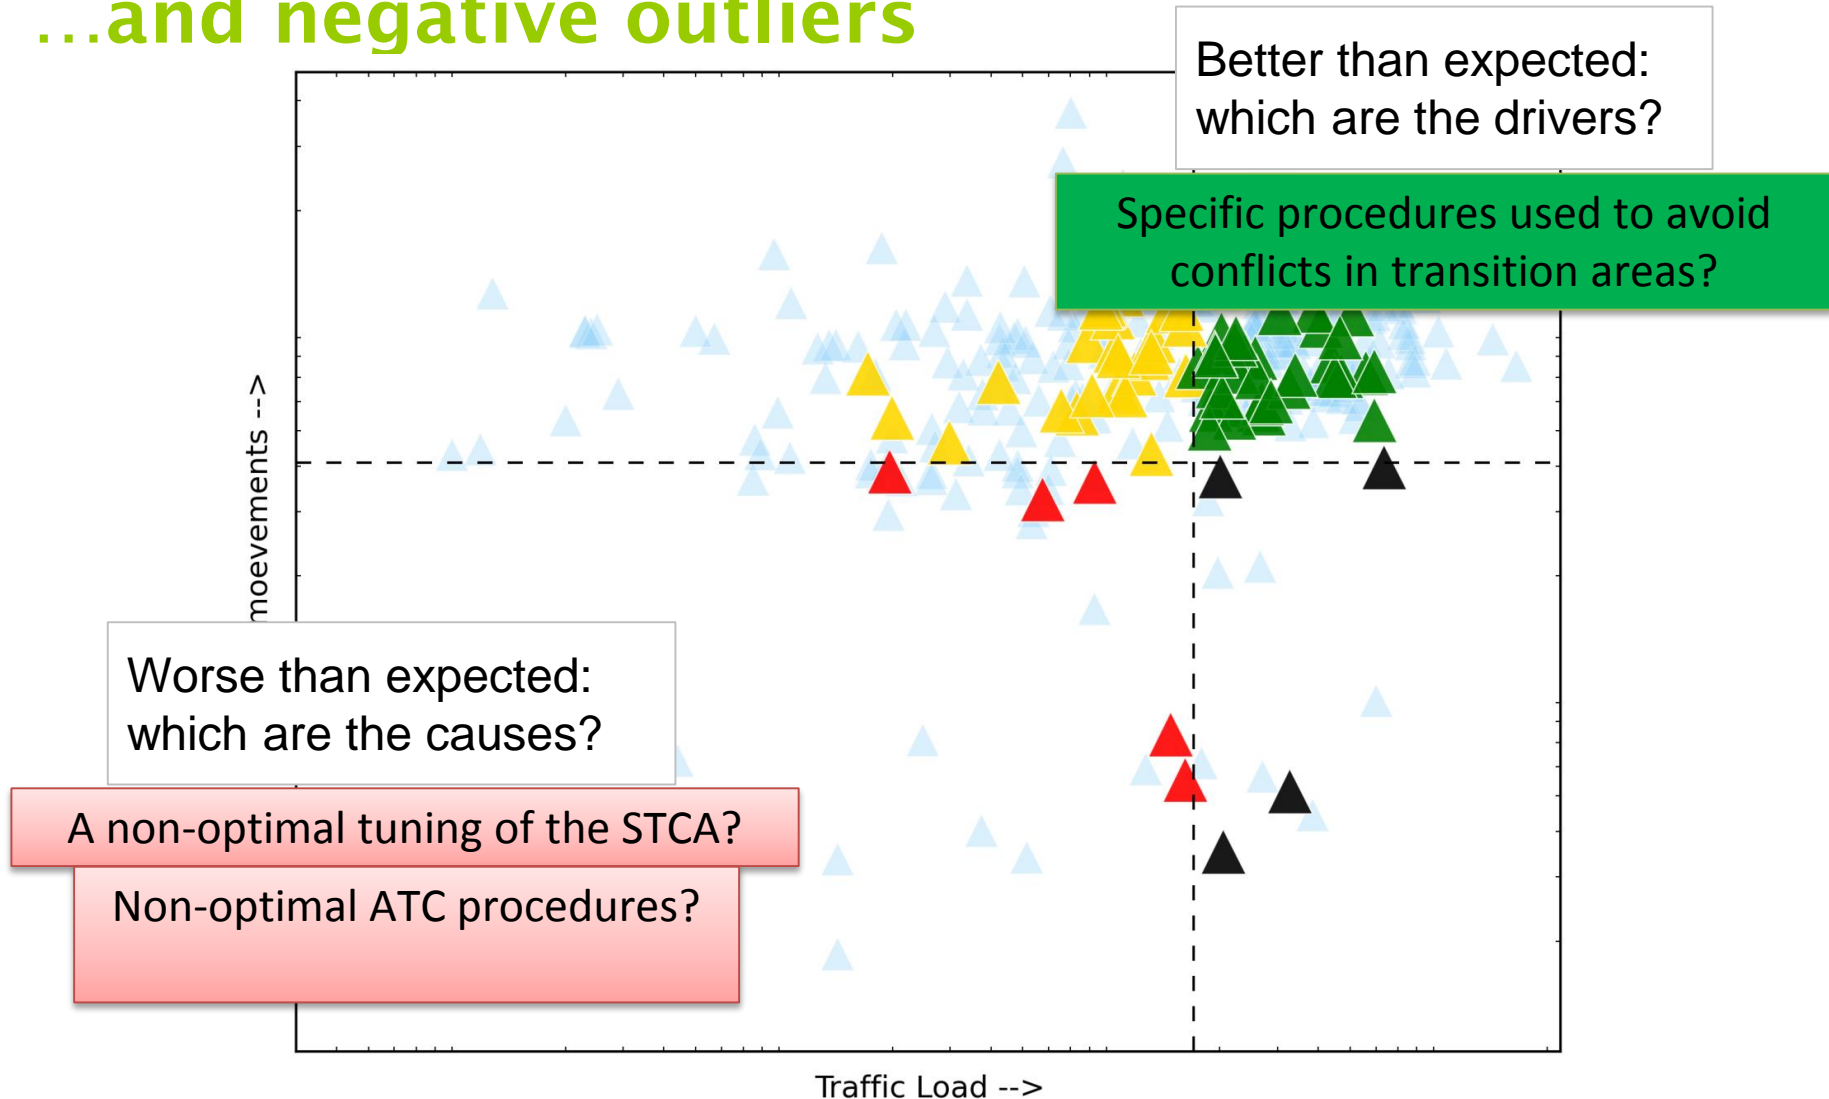 ...and negative outliers
Better than expected:
which are the drivers?
Specific procedures used to avoid
conflicts in transition areas?
moevements -->
Worse than expected:
which are the causes?
A non-optimal tuning of the STCA?
Non-optimal ATC procedures?
Traffic Load -->